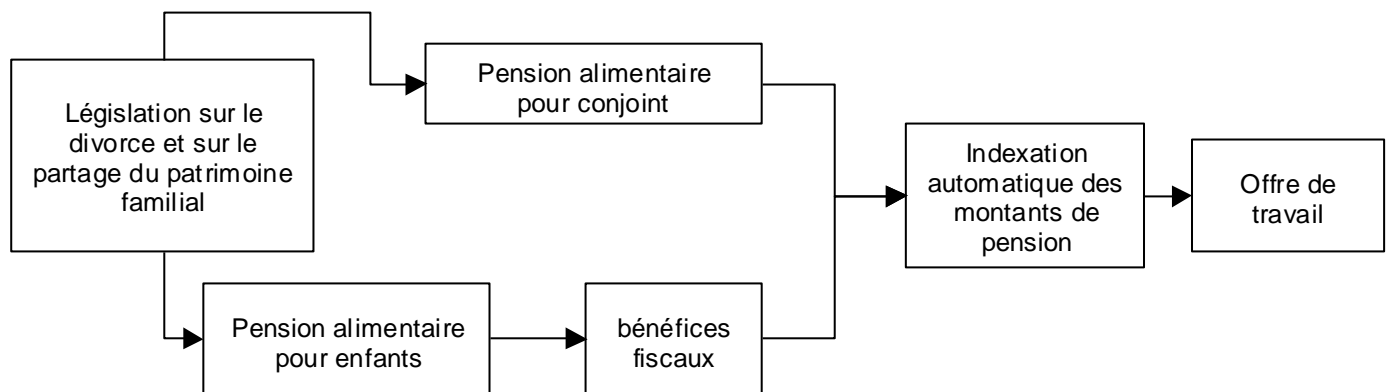 Législation sur le
divorce et sur le
partage du patrimoine
familial
Pension alimentaire
pour conjoint
Pension alimentaire
pour enfants
bénéfices
fiscaux
Indexation
automatique des
montants de
pension
Offre de
travail